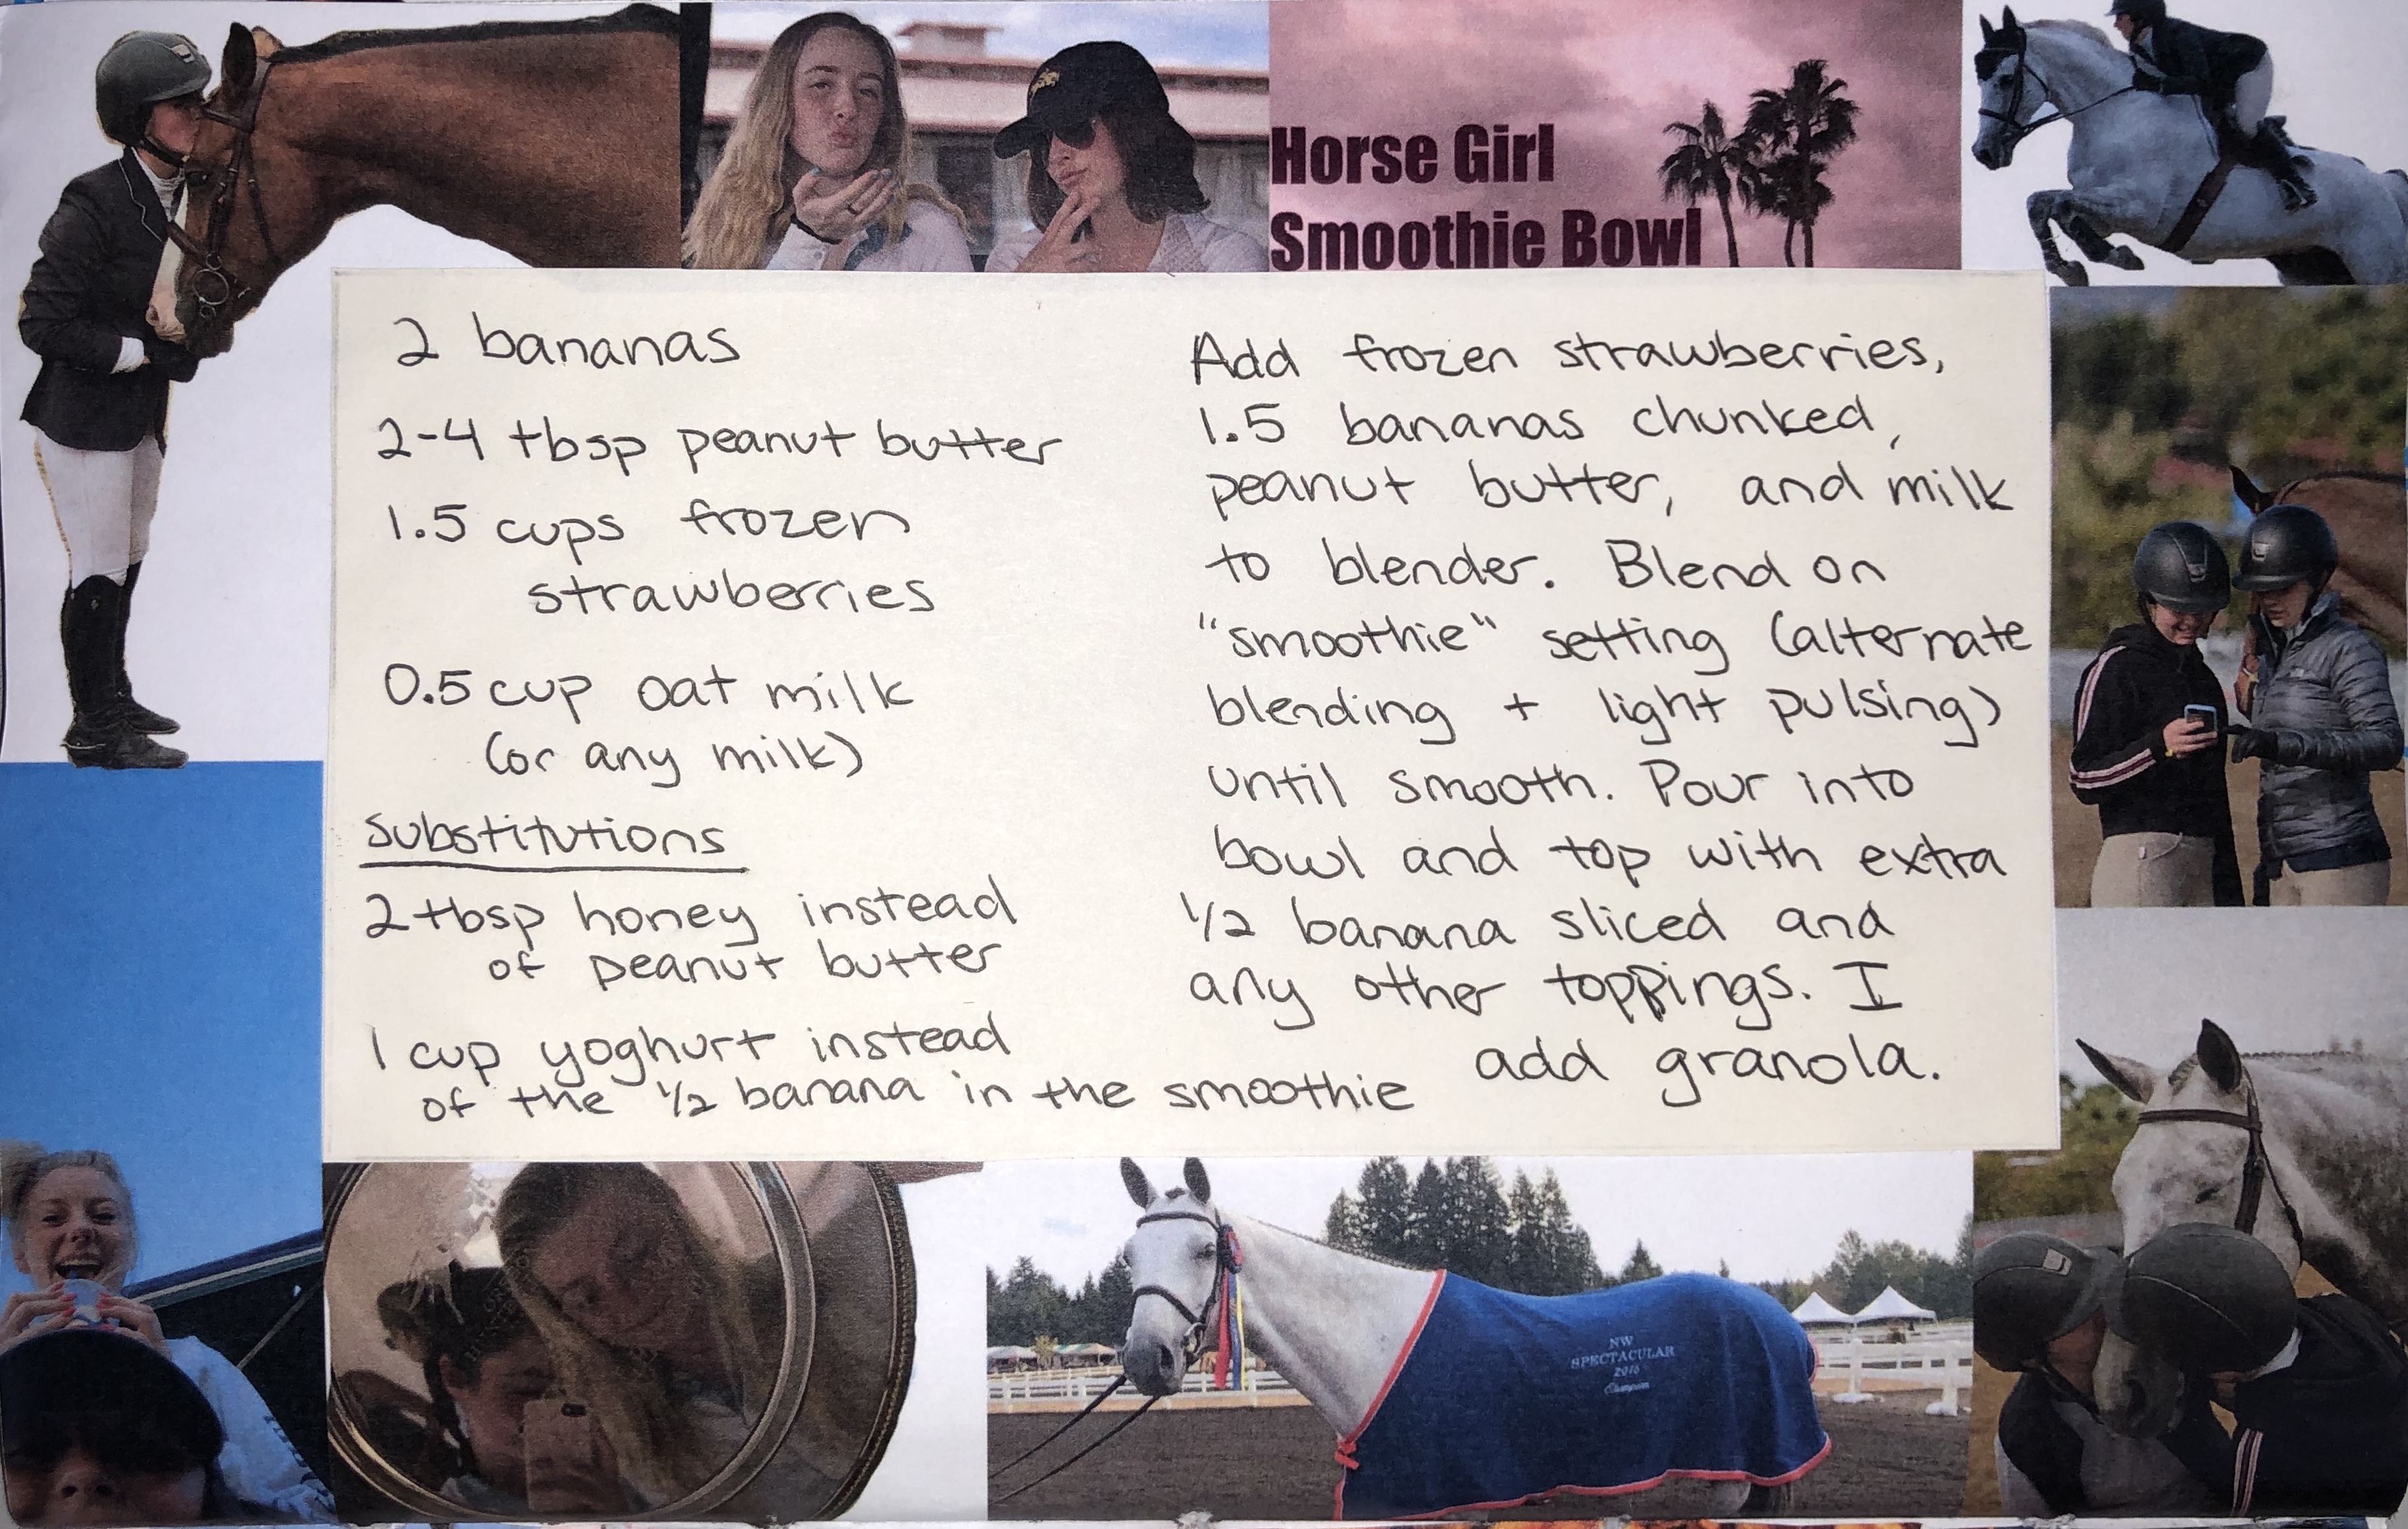 Horse Girl
Smoothie Bowl
2 bananas
2-4 tbsp peanut butter
1.5 cups frozen
strawberries
0.5 cup oat milk
(or any milk)
substitutions
2 tbsp honey instead
of peanut butter
1 cup yoghurt instead
of the 1/2 banana in the smoothie
Add frozen strawberries,
1.5 bananas chunked,
peanut butter, and milk
to blender. Blend on
"smoothie" setting (alternate
blending + light pulsing)
until smooth. Pour into
bowl and top with extra
1/2 banana sliced and
any other toppings. I
add granola.
NW
SPECTACULAR
Champion